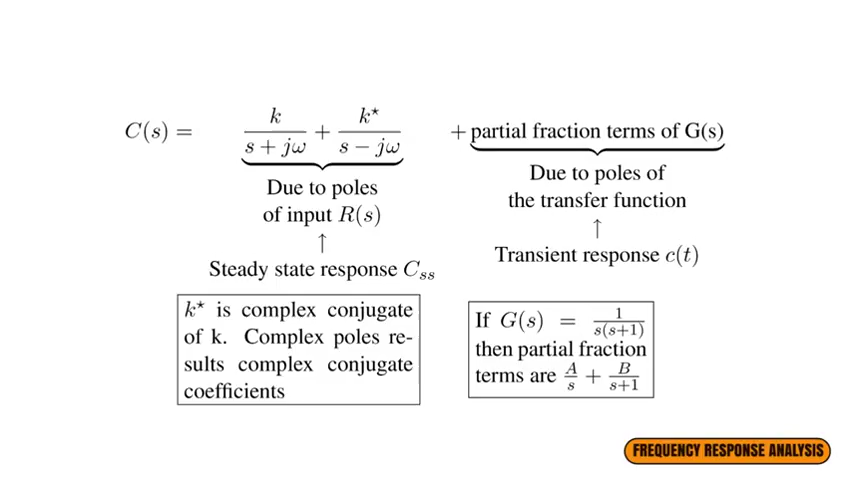 C(s) = k/(s + jω) + k*/(s − jω) + partial fraction terms of G(s)
Due to poles
of input R(s)
↑
Steady state response C_ss
Due to poles of
the transfer function
↑
Transient response c(t)
k* is complex conjugate
of k. Complex poles re-
sults complex conjugate
coefficients
If G(s) = 1/(s(s+1))
then partial fraction
terms are A/s + B/(s+1)
FREQUENCY RESPONSE ANALYSIS